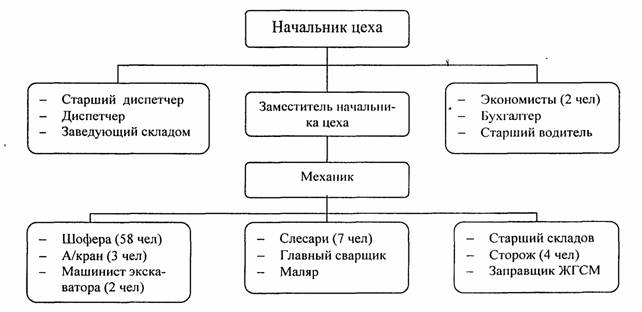 Начальник цеха
– Старший диспетчер
– Диспетчер
– Заведующий складом
Заместитель начальни-
ка цеха
– Экономисты (2 чел)
– Бухгалтер
– Старший водитель
Механик
– Шофера (58 чел)
– А/кран (3 чел)
– Машинист экска-
ватора (2 чел)
– Слесари (7 чел)
– Главный сварщик
– Маляр
– Старший складов
– Сторож (4 чел)
– Заправщик ЖГСМ